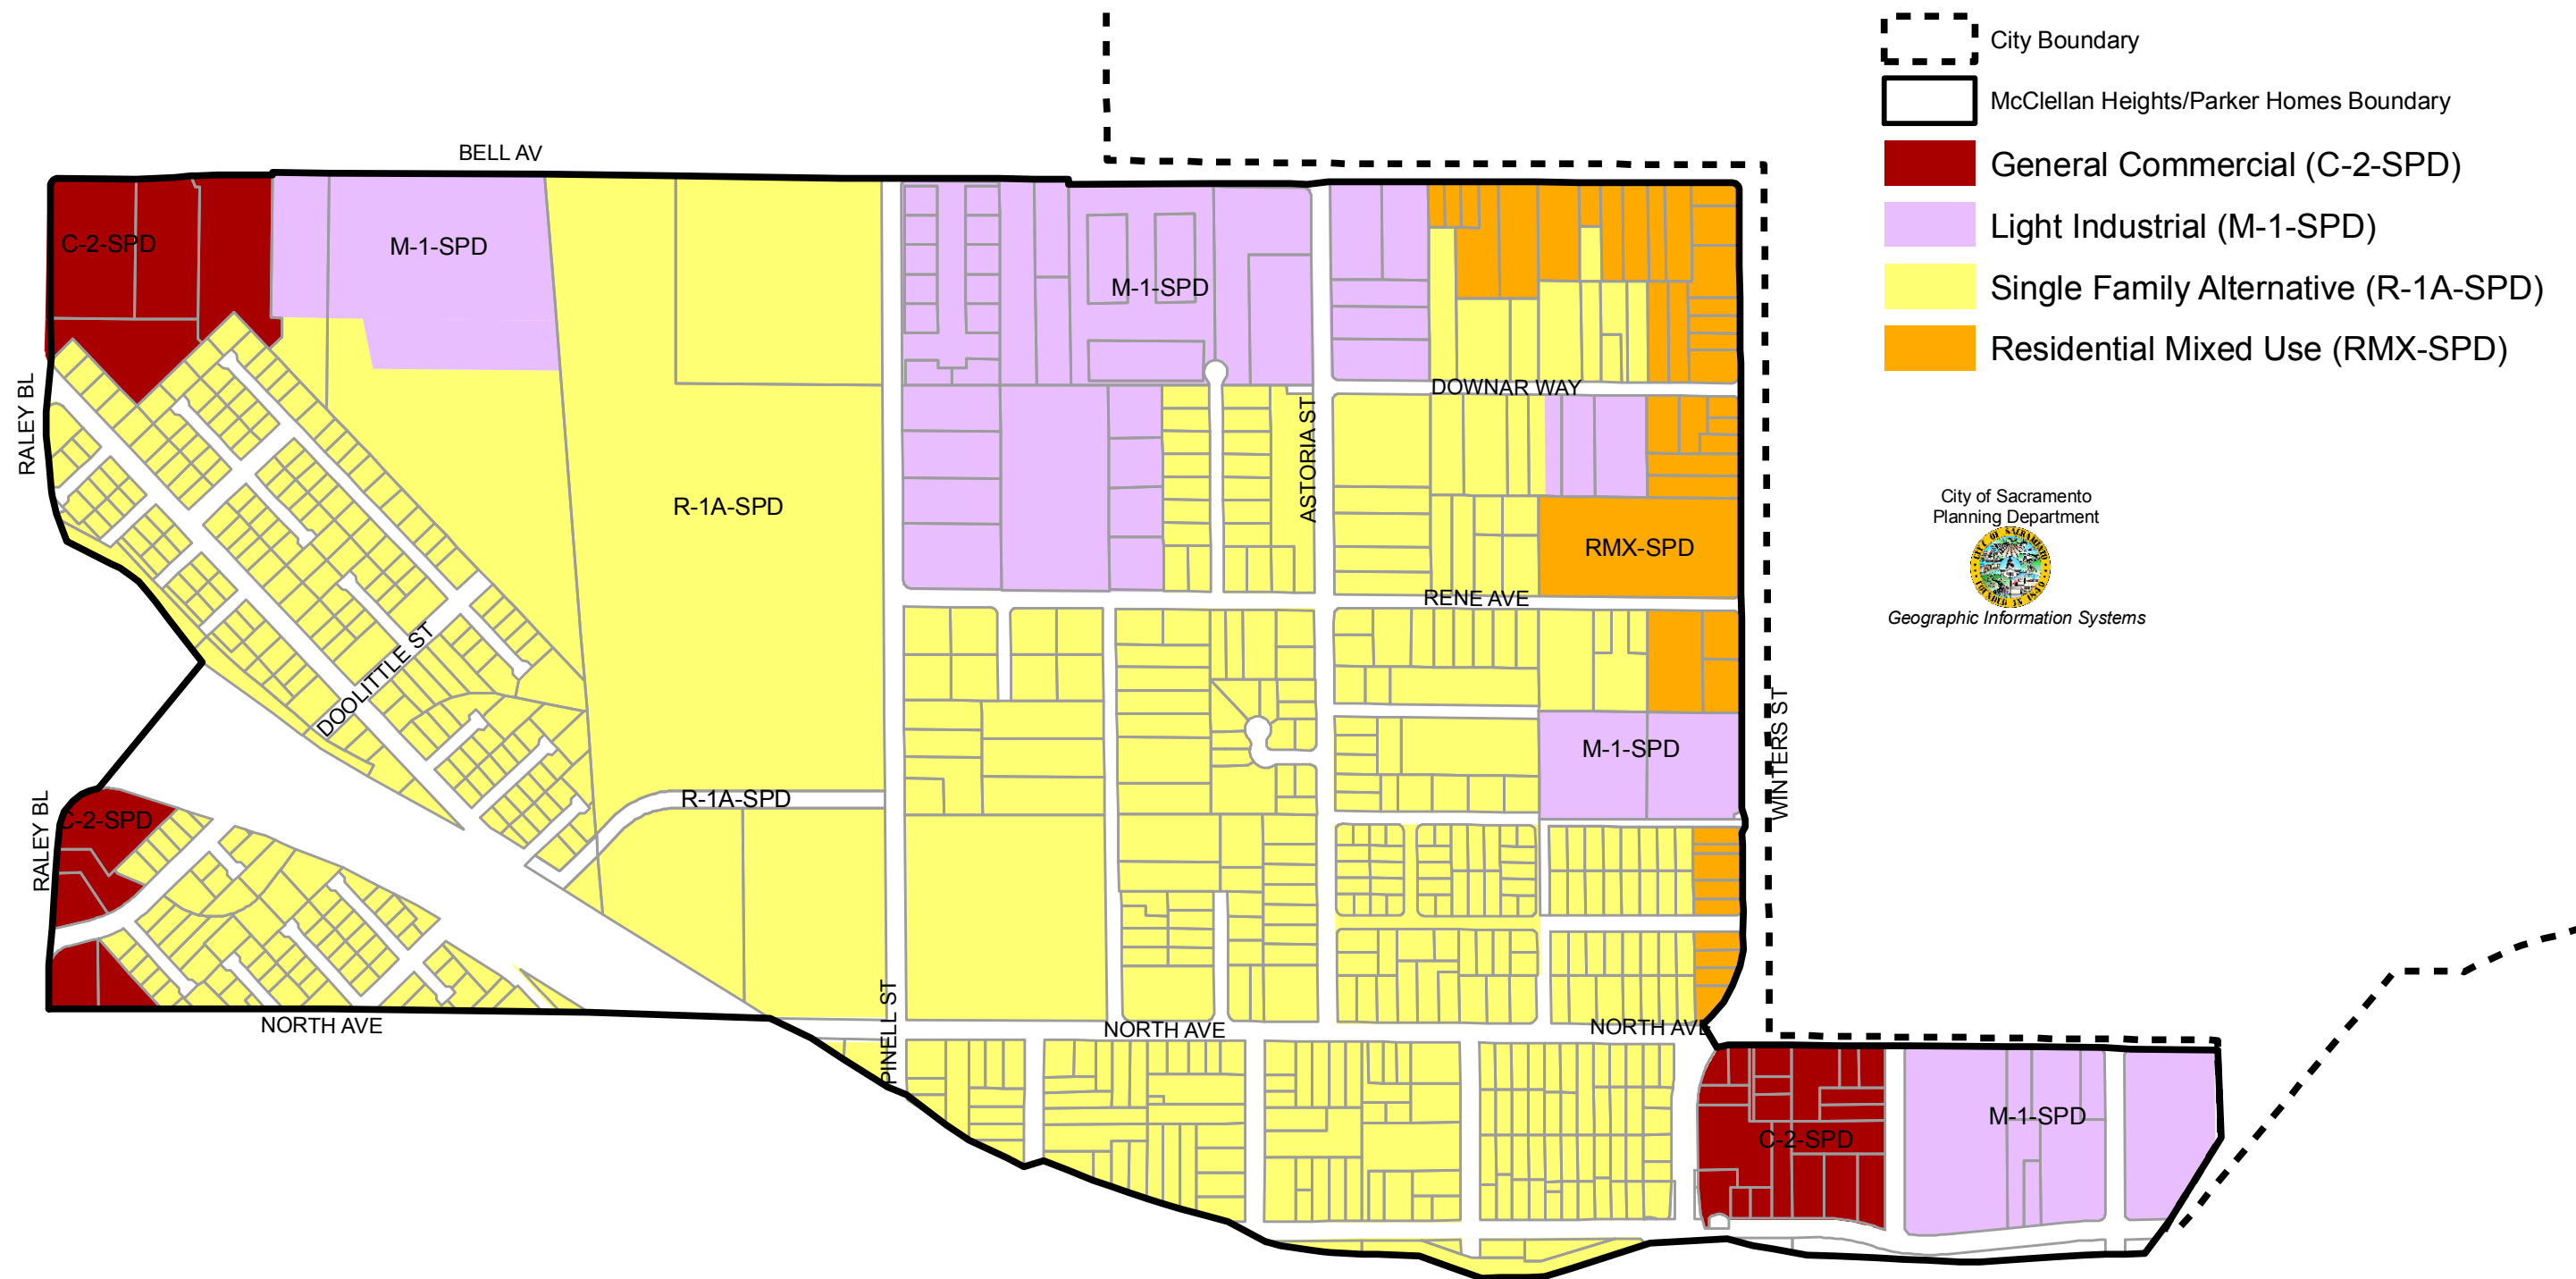 City Boundary
McClellan Heights/Parker Homes Boundary
General Commercial (C-2-SPD)
Light Industrial (M-1-SPD)
Single Family Alternative (R-1A-SPD)
Residential Mixed Use (RMX-SPD)
BELL AV
C-2-SPD
M-1-SPD
M-1-SPD
RALEY BL
DOWNAR WAY
ASTORIA ST
R-1A-SPD
RMX-SPD
City of Sacramento
Planning Department
CITY OF SACRAMENTO
Geographic Information Systems
RENE AVE
DOOLITTLE ST
M-1-SPD
WINTERS ST
R-1A-SPD
C-2-SPD
RALEY BL
PINELL ST
NORTH AVE
NORTH AVE
NORTH AVE
C-2-SPD
M-1-SPD